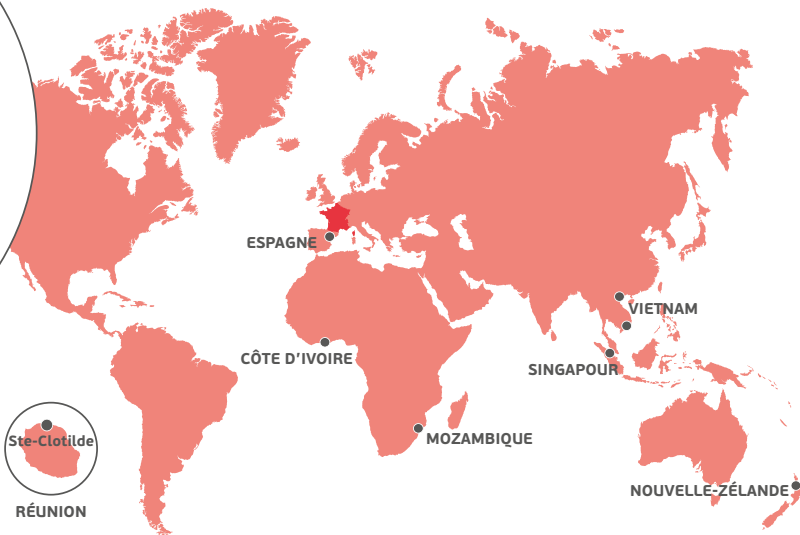 ESPAGNE
VIETNAM
CÔTE D'IVOIRE
SINGAPOUR
MOZAMBIQUE
Ste-Clotilde
RÉUNION
NOUVELLE-ZÉLANDE